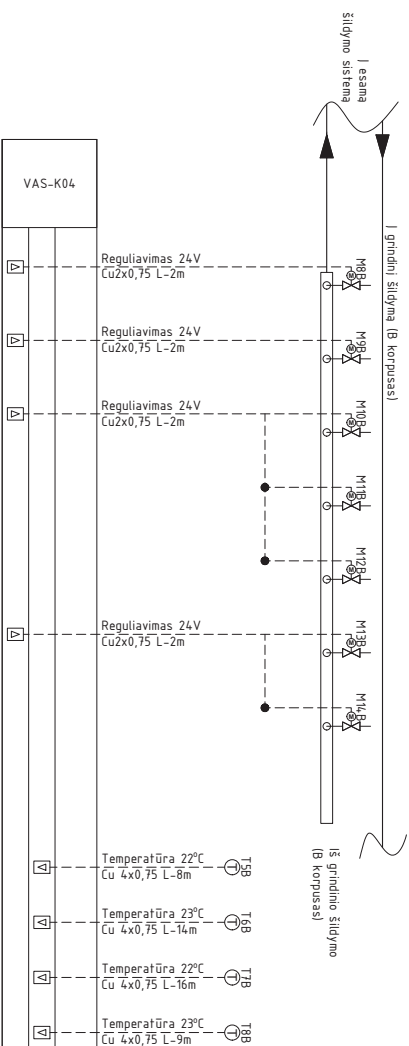 Į esamą
šildymo sistemą
Į grindinį šildymą (B korpusas)
VAS-K04
Reguliavimas 24V
Cu2x0,75 L-2m
M8B
M
Reguliavimas 24V
Cu2x0,75 L-2m
M9B
M
Reguliavimas 24V
Cu2x0,75 L-2m
M10B
M
M11B
M
M12B
M
Reguliavimas 24V
Cu2x0,75 L-2m
M13B
M
M14B
M
Iš grindinio šildymo
(B korpusas)
Temperatūra 22°C
Cu 4x0,75 L-8m
T
T5B
Temperatūra 23°C
Cu 4x0,75 L-14m
T
T6B
Temperatūra 22°C
Cu 4x0,75 L-16m
T
T7B
Temperatūra 23°C
Cu 4x0,75 L-9m
T
T8B